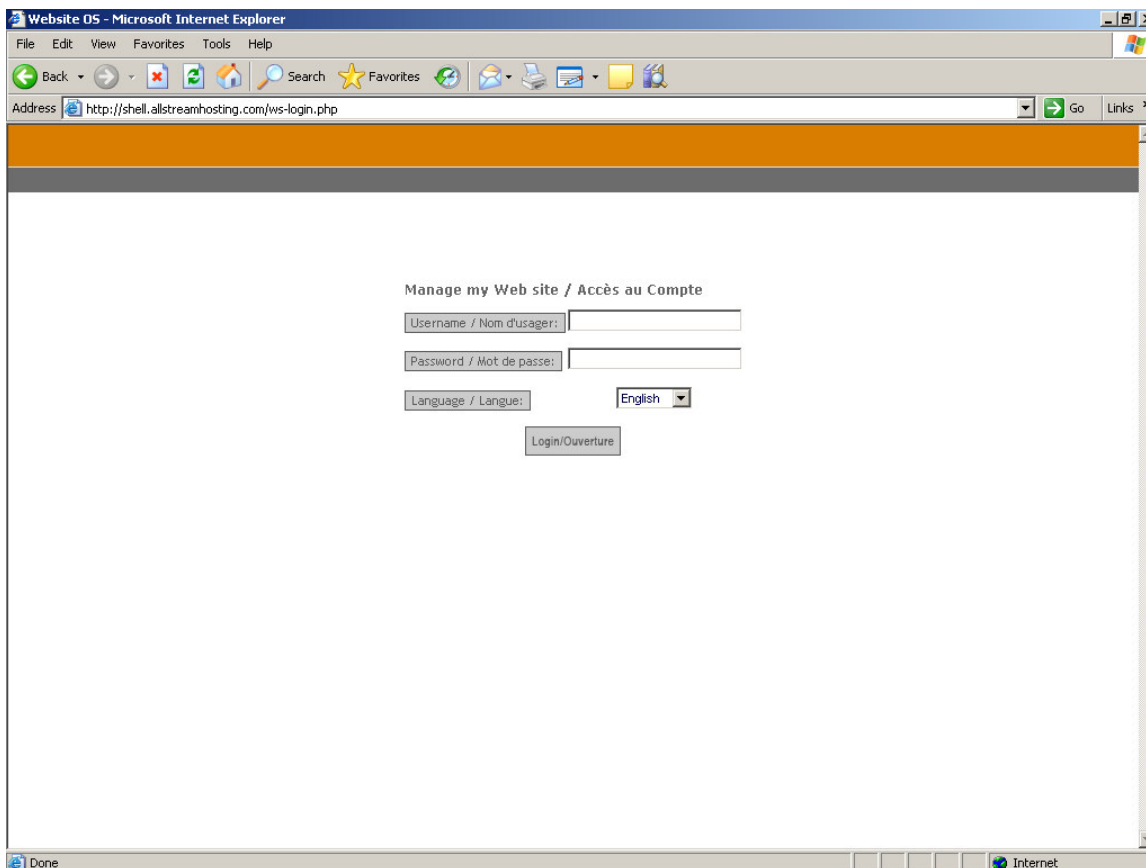 Website OS - Microsoft Internet Explorer
File Edit View Favorites Tools Help
Back Search Favorites
Address http://shell.allstreamhosting.com/ws-login.php Go Links
Manage my Web site / Accès au Compte
Username / Nom d'usager:
Password / Mot de passe:
Language / Langue: English
Login/Ouverture
Done Internet